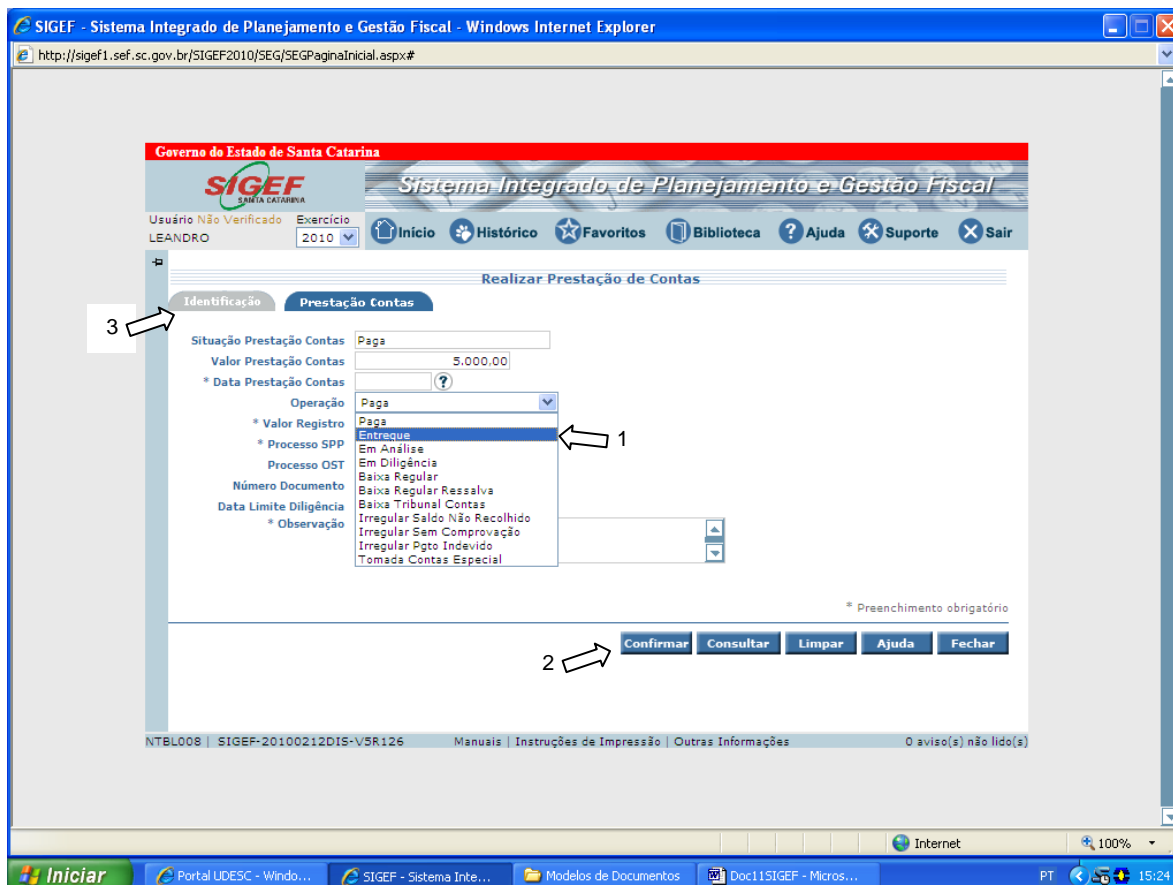 SIGEF - Sistema Integrado de Planejamento e Gestão Fiscal - Windows Internet Explorer
http://sigef1.sef.sc.gov.br/SIGEF2010/SEG/SEGPaginaInicial.aspx#
Governo do Estado de Santa Catarina
SIGEF
SANTA CATARINA
Sistema Integrado de Planejamento e Gestão Fiscal
Usuário Não Verificado Exercício
LEANDRO 2010 Início Histórico Favoritos Biblioteca ? Ajuda Suporte Sair
Realizar Prestação de Contas
Identificação Prestação Contas
3
Situação Prestação Contas Paga
Valor Prestação Contas 5.000,00
* Data Prestação Contas ?
Operação Paga
* Valor Registro Paga
Entregue 1
* Processo SPP Em Análise
Processo OST Em Diligência
Baixa Regular
Número Documento Baixa Regular Ressalva
Data Limite Diligência Baixa Tribunal Contas
* Observação Irregular Saldo Não Recolhido
Irregular Sem Comprovação
Irregular Pgto Indevido
Tomada Contas Especial
* Preenchimento obrigatório
Confirmar Consultar Limpar Ajuda Fechar
2
NTBL008 | SIGEF-20100212DIS-V5R126 Manuais | Instruções de Impressão | Outras Informações 0 aviso(s) não lido(s)
Internet 100%
Iniciar Portal UDESC - Windo... SIGEF - Sistema Inte... Modelos de Documentos Doc11SIGEF - Micros... PT 15:24